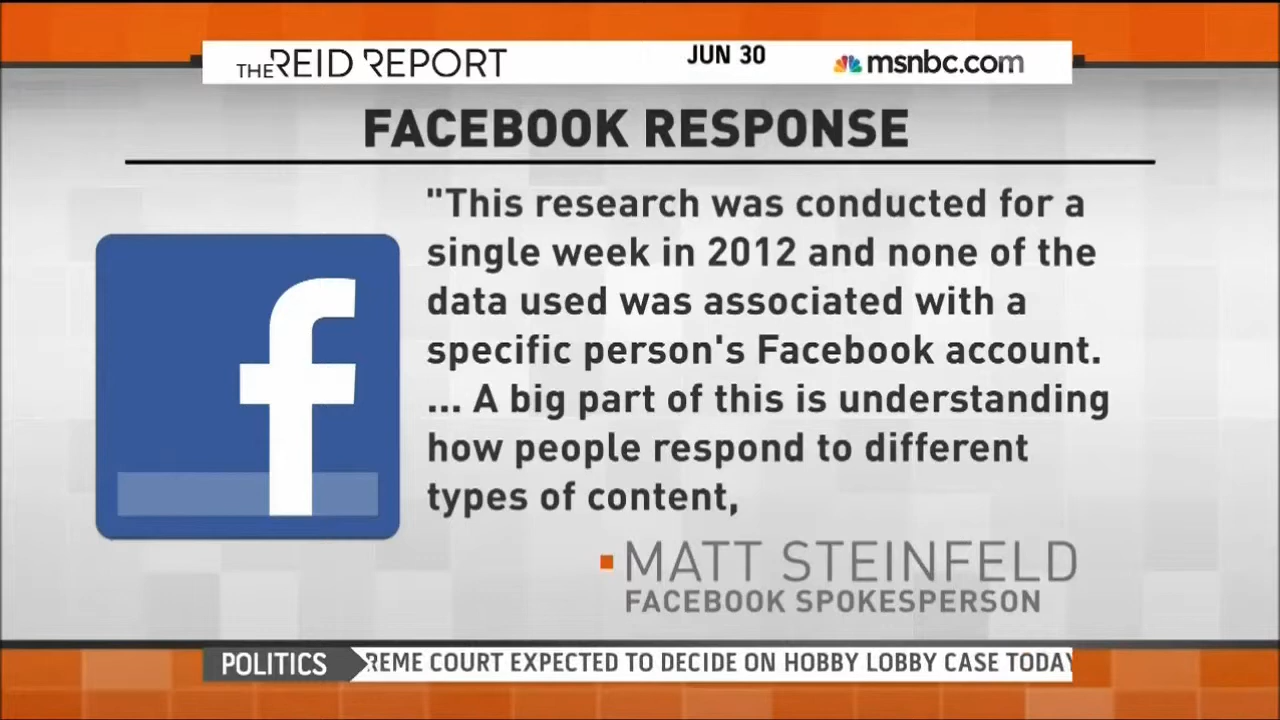 THE REID REPORT
JUN 30
msnbc.com
FACEBOOK RESPONSE
"This research was conducted for a
single week in 2012 and none of the
data used was associated with a
specific person's Facebook account.
... A big part of this is understanding
how people respond to different
types of content,
f
MATT STEINFELD
FACEBOOK SPOKESPERSON
POLITICS
REME COURT EXPECTED TO DECIDE ON HOBBY LOBBY CASE TODAY